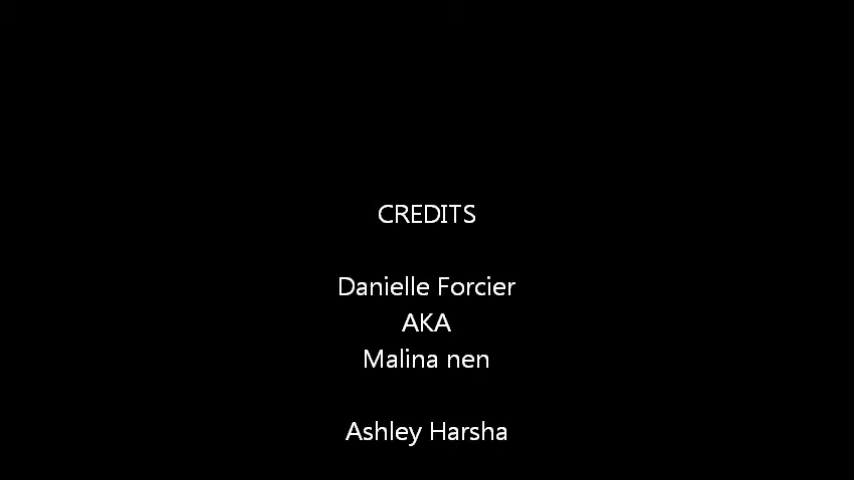 CREDITS
Danielle Forcier
AKA
Malina nen
Ashley Harsha